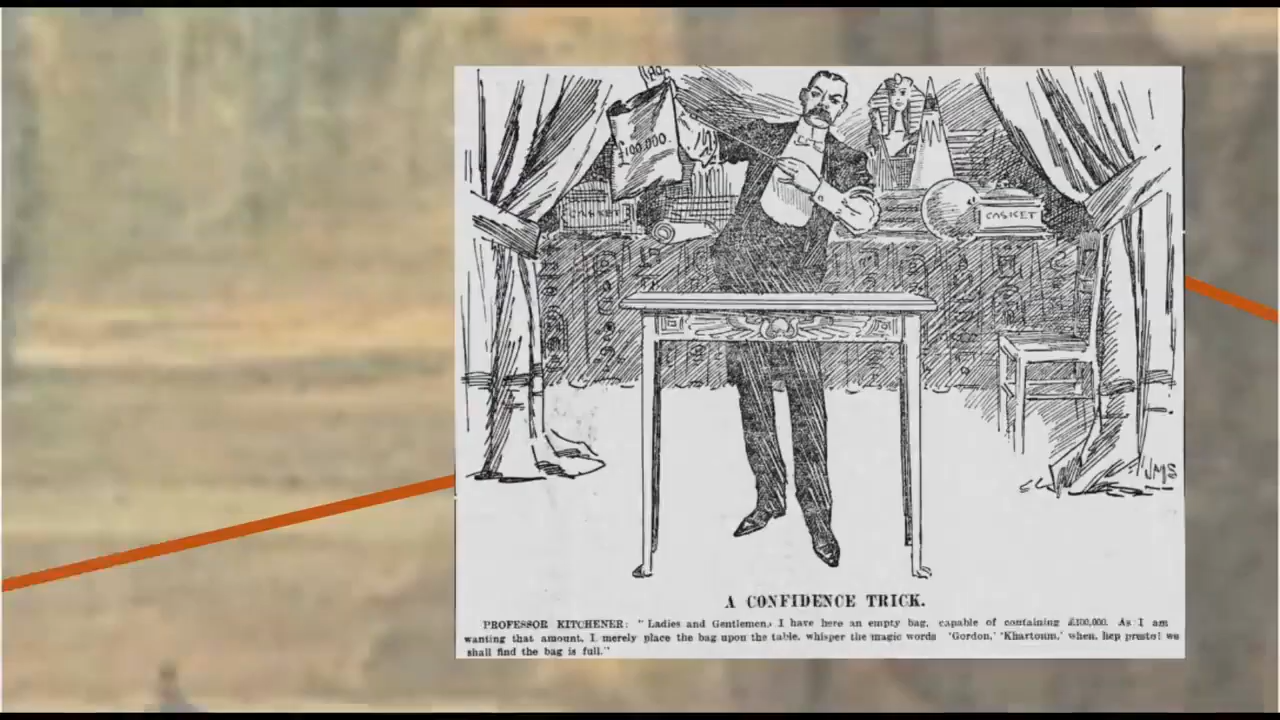 £100,000.
CASKET
CASKET
JMS
A CONFIDENCE TRICK.
PROFESSOR KITCHENER: "Ladies and Gentlemen, I have here an empty bag, capable of containing £100,000. As I am
wanting that amount, I merely place the bag upon the table, whisper the magic words 'Gordon,' 'Khartoum,' when, hep presto! we
shall find the bag is full."